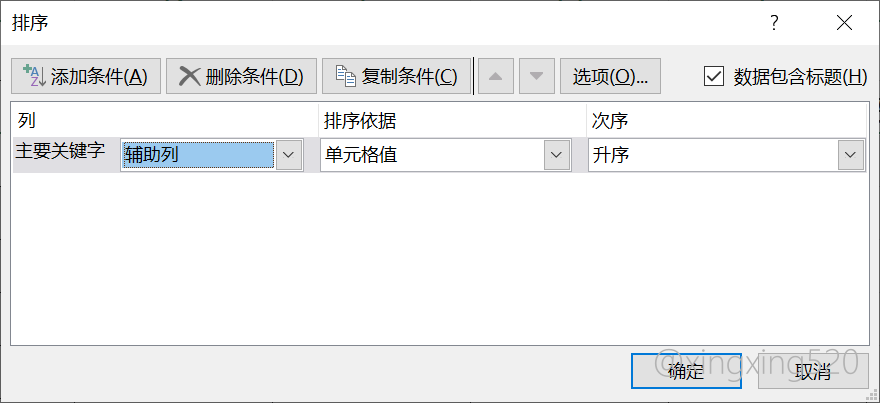 排序
?
添加条件(A) 删除条件(D) 复制条件(C) 选项(O)... 数据包含标题(H)
列 排序依据 次序
主要关键字 辅助列 单元格值 升序
@xingxing520
确定 取消